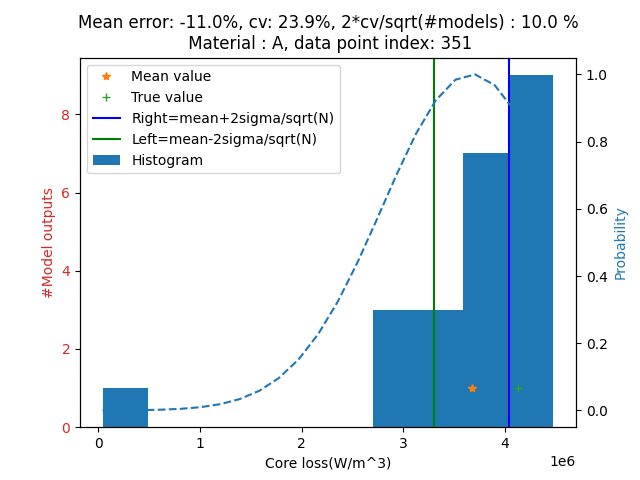 Mean error: -11.0%, cv: 23.9%, 2*cv/sqrt(#models) : 10.0 %
Material : A, data point index: 351
Mean value
True value
Right=mean+2sigma/sqrt(N)
Left=mean-2sigma/sqrt(N)
Histogram
#Model outputs
8
6
4
2
0
1.0
0.8
0.6
0.4
0.2
0.0
Probability
0 1 2 3 4
1e6
Core loss(W/m^3)